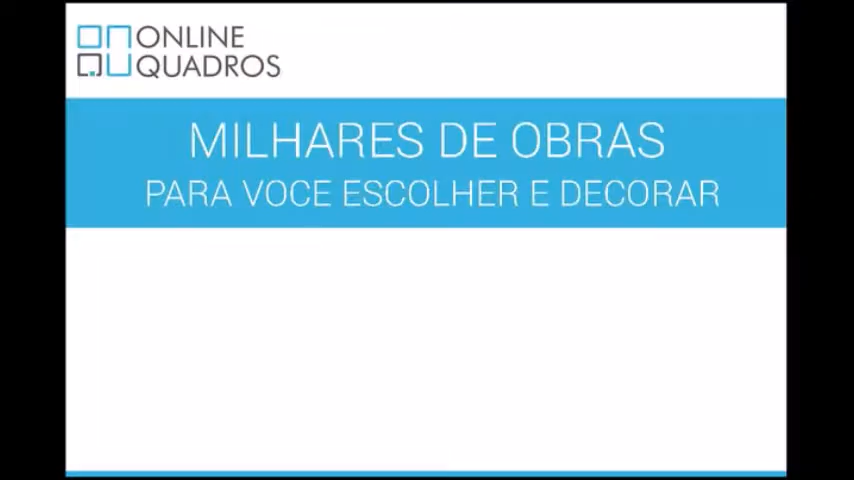 ONLINE
QUADROS
MILHARES DE OBRAS
PARA VOCE ESCOLHER E DECORAR